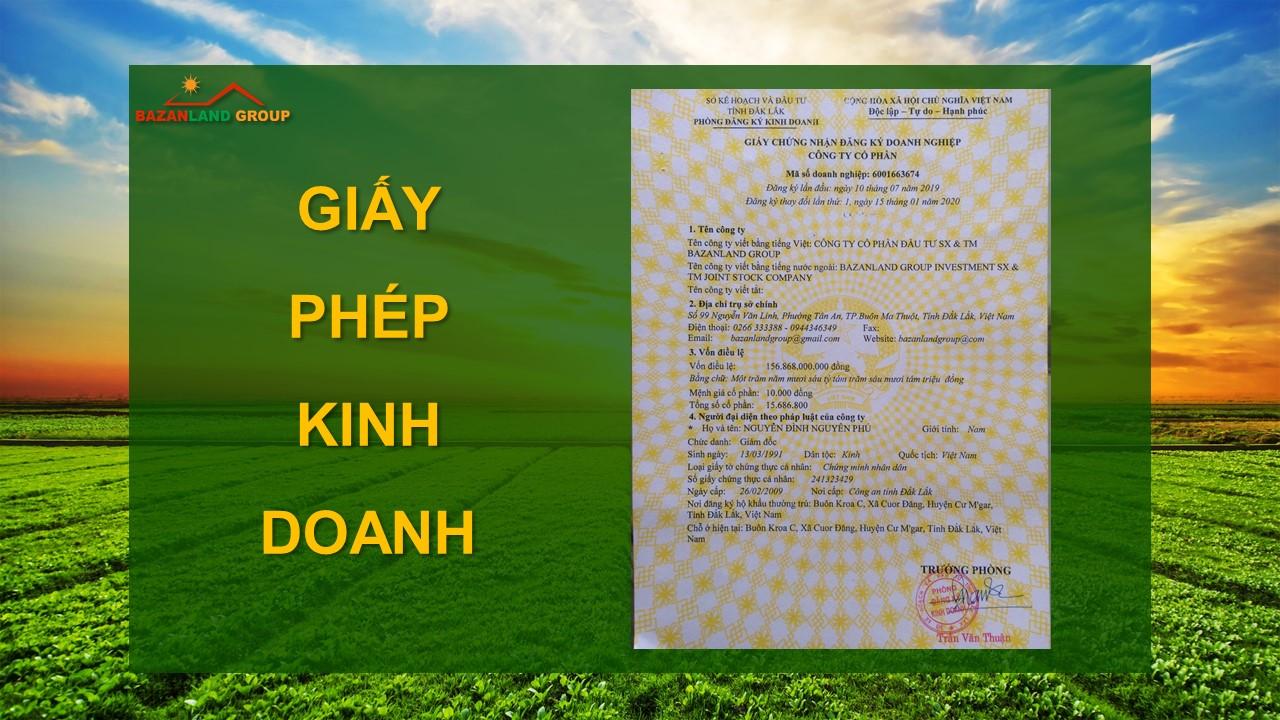 BAZANLAND GROUP
GIẤY
PHÉP
KINH
DOANH
SỞ KẾ HOẠCH VÀ ĐẦU TƯ
TỈNH ĐẮK LẮK
PHÒNG ĐĂNG KÝ KINH DOANH
CỘNG HÒA XÃ HỘI CHỦ NGHĨA VIỆT NAM
Độc lập – Tự do – Hạnh phúc
GIẤY CHỨNG NHẬN ĐĂNG KÝ DOANH NGHIỆP
CÔNG TY CỔ PHẦN
Mã số doanh nghiệp: 6001663674
Đăng ký lần đầu: ngày 10 tháng 07 năm 2019
Đăng ký thay đổi lần thứ: 1, ngày 15 tháng 01 năm 2020
1. Tên công ty
Tên công ty viết bằng tiếng Việt: CÔNG TY CỔ PHẦN ĐẦU TƯ SX & TM
BAZANLAND GROUP
Tên công ty viết bằng tiếng nước ngoài: BAZANLAND GROUP INVESTMENT SX &
TM JOINT STOCK COMPANY
Tên công ty viết tắt:
2. Địa chỉ trụ sở chính
Số 99 Nguyễn Văn Linh, Phường Tân An, TP.Buôn Ma Thuột, Tỉnh Đắk Lắk, Việt Nam
Điện thoại: 0266 333388 - 0944346349 Fax:
Email: bazanlandgroup@gmail.com Website: bazanlandgroup@com
3. Vốn điều lệ
Vốn điều lệ: 156.868.000.000 đồng
Bằng chữ: Một trăm năm mươi sáu tỷ tám trăm sáu mươi tám triệu đồng
Mệnh giá cổ phần: 10.000 đồng
Tổng số cổ phần: 15.686.800
4. Người đại diện theo pháp luật của công ty
* Họ và tên: NGUYỄN ĐÌNH NGUYÊN PHÚ Giới tính: Nam
Chức danh: Giám đốc
Sinh ngày: 13/03/1991 Dân tộc: Kinh Quốc tịch: Việt Nam
Loại giấy tờ chứng thực cá nhân: Chứng minh nhân dân
Số giấy chứng thực cá nhân: 241323429
Ngày cấp: 26/02/2009 Nơi cấp: Công an tỉnh Đắk Lắk
Nơi đăng ký hộ khẩu thường trú: Buôn Kroa C, Xã Cuor Đăng, Huyện Cư M'gar,
Tỉnh Đắk Lắk, Việt Nam
Chỗ ở hiện tại: Buôn Kroa C, Xã Cuor Đăng, Huyện Cư M'gar, Tỉnh Đắk Lắk, Việt
Nam
TRƯỞNG PHÒNG
PHÒNG
ĐĂNG KÝ
KINH DOANH
Trần Văn Thuận